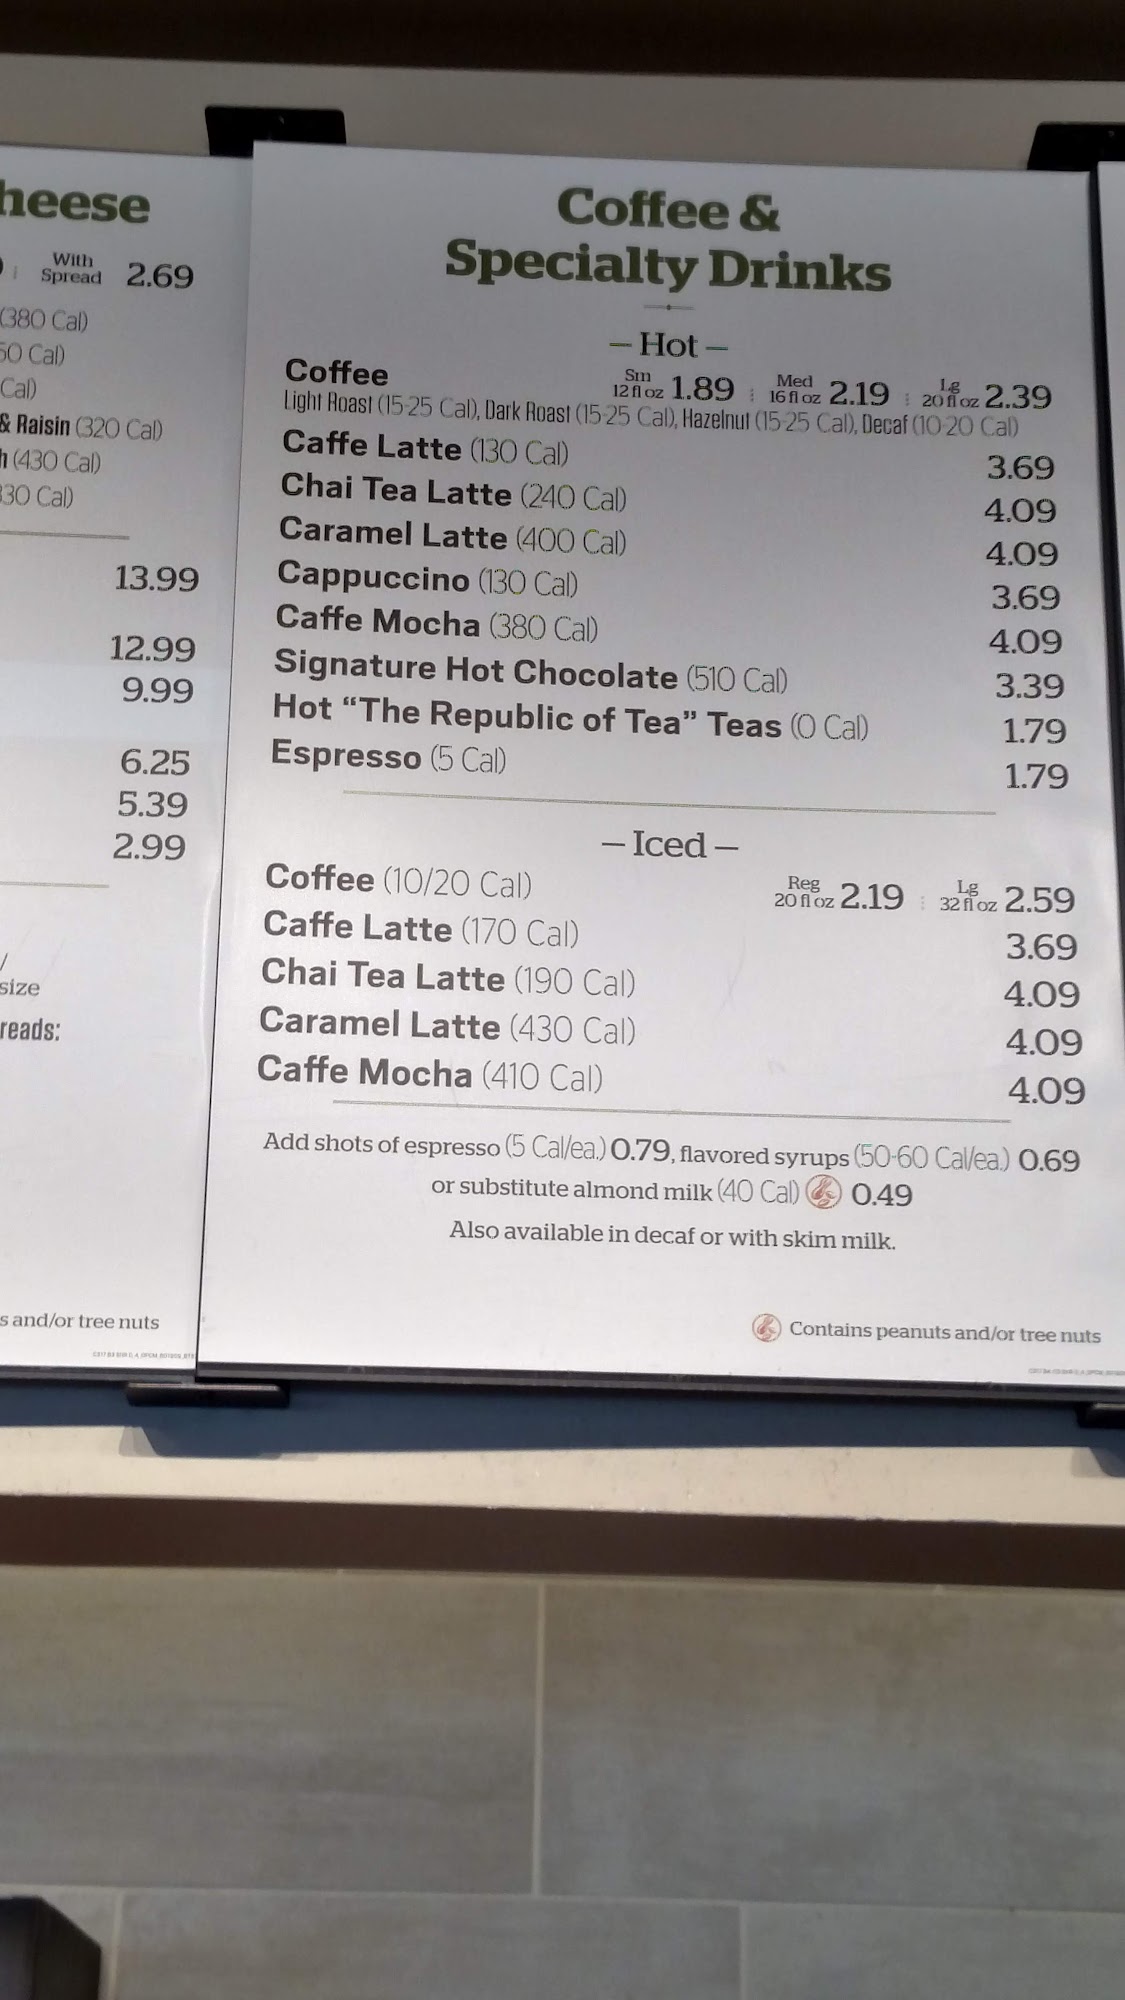 heese
With
Spread 2.69
(380 Cal)
50 Cal)
Cal)
& Raisin (320 Cal)
h (430 Cal)
330 Cal)
13.99
12.99
9.99
6.25
5.39
2.99
/
size
reads:
s and/or tree nuts
Coffee &
Specialty Drinks
– Hot –
Coffee Sm 12 fl oz 1.89 Med 16 fl oz 2.19 Lg 20 fl oz 2.39
Light Roast (15-25 Cal), Dark Roast (15-25 Cal), Hazelnut (15-25 Cal), Decaf (10-20 Cal)
Caffe Latte (130 Cal) 3.69
Chai Tea Latte (240 Cal) 4.09
Caramel Latte (400 Cal) 4.09
Cappuccino (130 Cal) 3.69
Caffe Mocha (380 Cal) 4.09
Signature Hot Chocolate (510 Cal) 3.39
Hot “The Republic of Tea” Teas (0 Cal) 1.79
Espresso (5 Cal) 1.79
– Iced –
Coffee (10/20 Cal) Reg 20 fl oz 2.19 Lg 32 fl oz 2.59
Caffe Latte (170 Cal) 3.69
Chai Tea Latte (190 Cal) 4.09
Caramel Latte (430 Cal) 4.09
Caffe Mocha (410 Cal) 4.09
Add shots of espresso (5 Cal/ea.) 0.79, flavored syrups (50-60 Cal/ea.) 0.69
or substitute almond milk (40 Cal) 0.49
Also available in decaf or with skim milk.
Contains peanuts and/or tree nuts